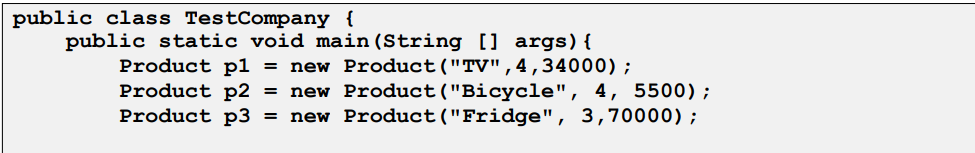 public class TestCompany {
    public static void main(String [] args){
        Product p1 = new Product("TV",4,34000);
        Product p2 = new Product("Bicycle", 4, 5500);
        Product p3 = new Product("Fridge", 3,70000);